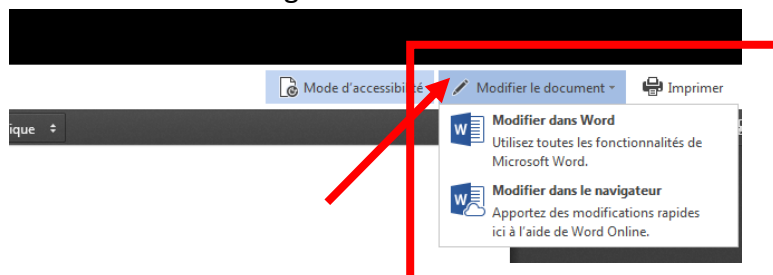 Mode d'accessibilité Modifier le document Imprimer
ique
Modifier dans Word
Utilisez toutes les fonctionnalités de
Microsoft Word.
Modifier dans le navigateur
Apportez des modifications rapides
ici à l'aide de Word Online.